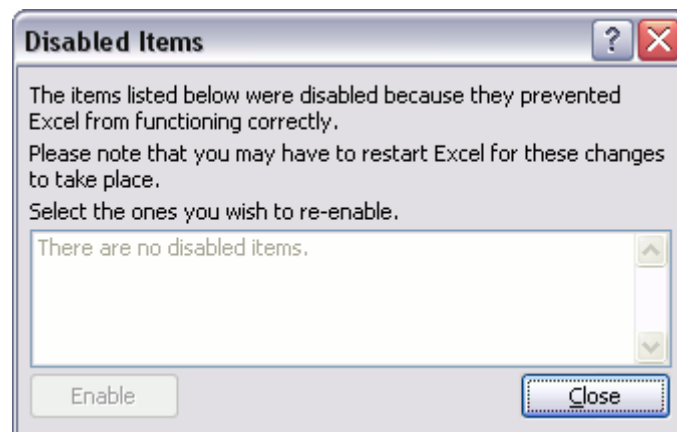 Disabled Items
The items listed below were disabled because they prevented
Excel from functioning correctly.
Please note that you may have to restart Excel for these changes
to take place.
Select the ones you wish to re-enable.
There are no disabled items.
Enable
Close